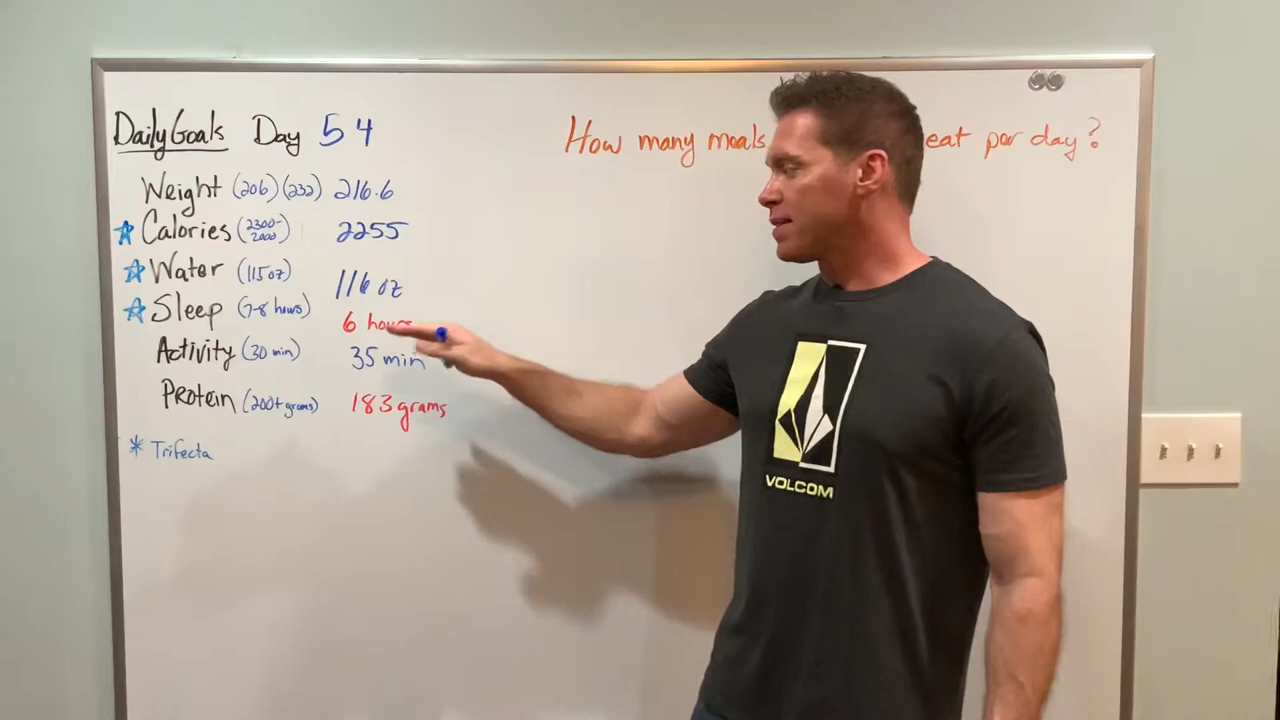 Daily Goals Day 54
How many meals eat per day?
Weight (206) (232) 216.6
Calories (2300-2000) 2255
Water (115oz) 116 oz
Sleep (7-8 hours) 6 hours
Activity (30 min) 35 min
Protein (200+ grams) 183 grams
* Trifecta
VOLCOM